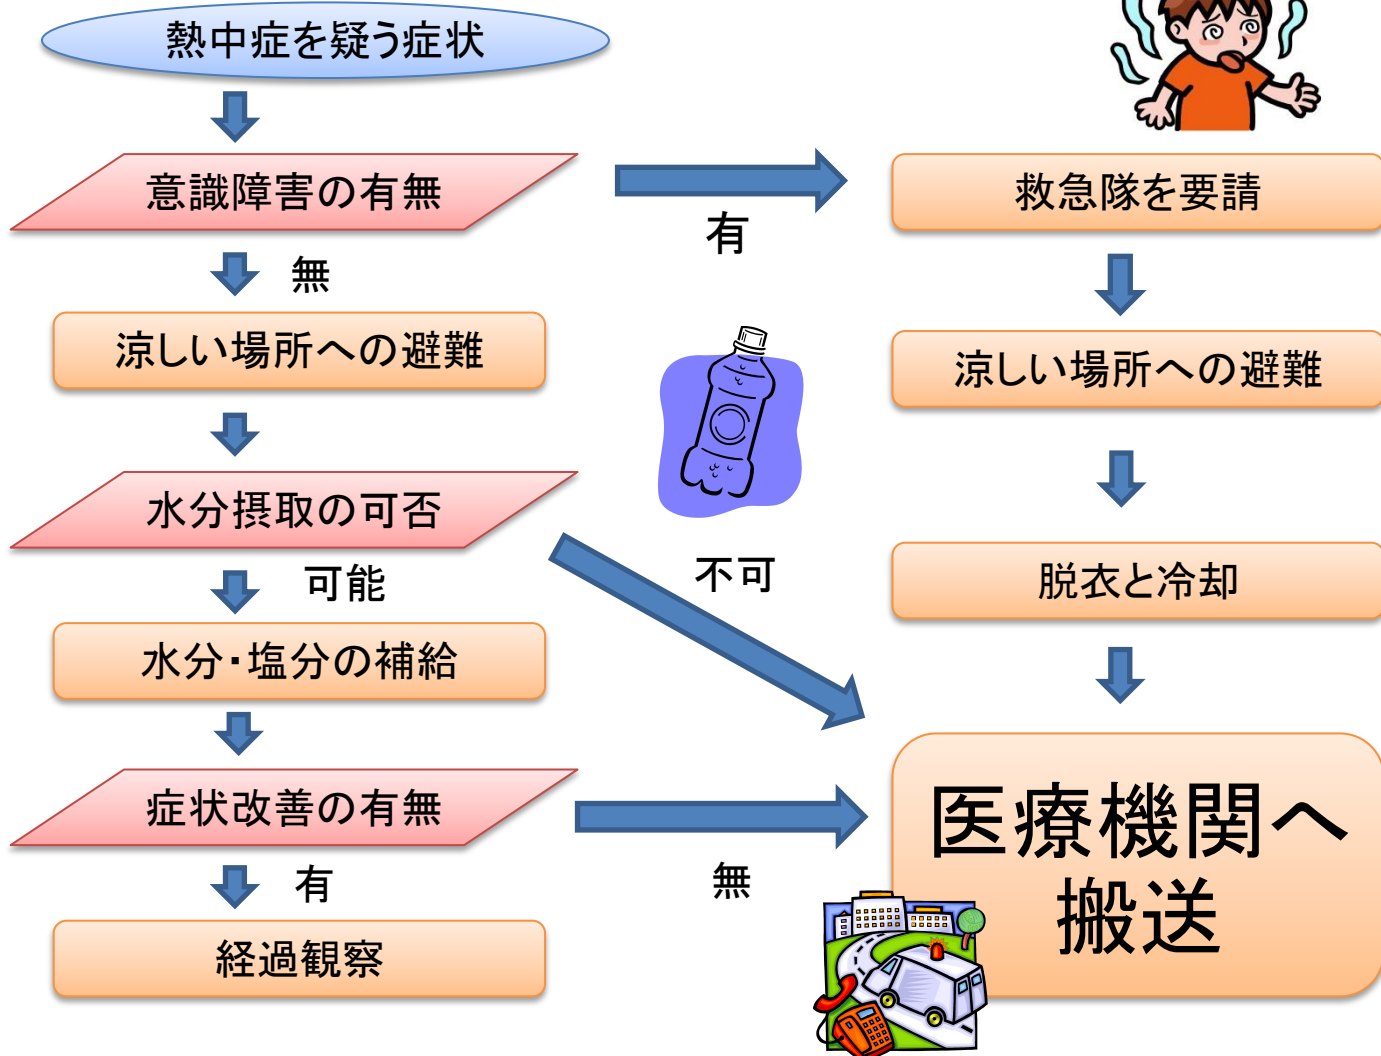 熱中症を疑う症状
意識障害の有無
有
救急隊を要請
無
涼しい場所への避難
涼しい場所への避難
水分摂取の可否
不可
脱衣と冷却
可能
水分・塩分の補給
症状改善の有無
無
医療機関へ
搬送
有
経過観察